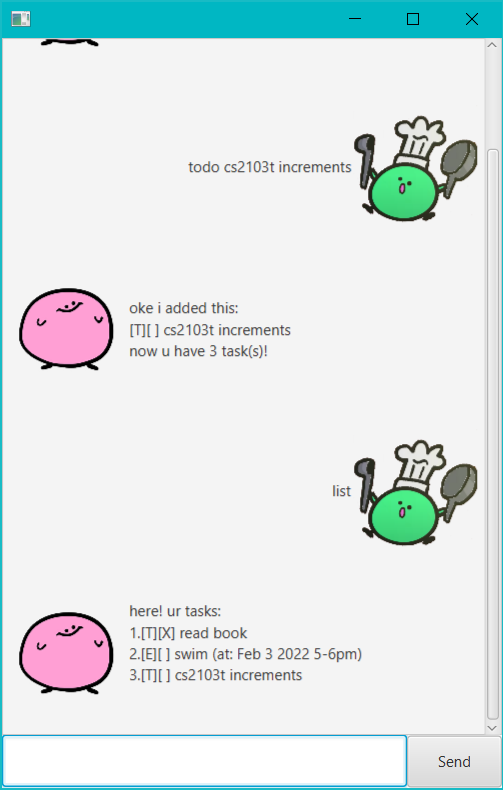 todo cs2103t increments
oke i added this:
[T][ ] cs2103t increments
now u have 3 task(s)!
list
here! ur tasks:
1.[T][X] read book
2.[E][ ] swim (at: Feb 3 2022 5-6pm)
3.[T][ ] cs2103t increments
Send